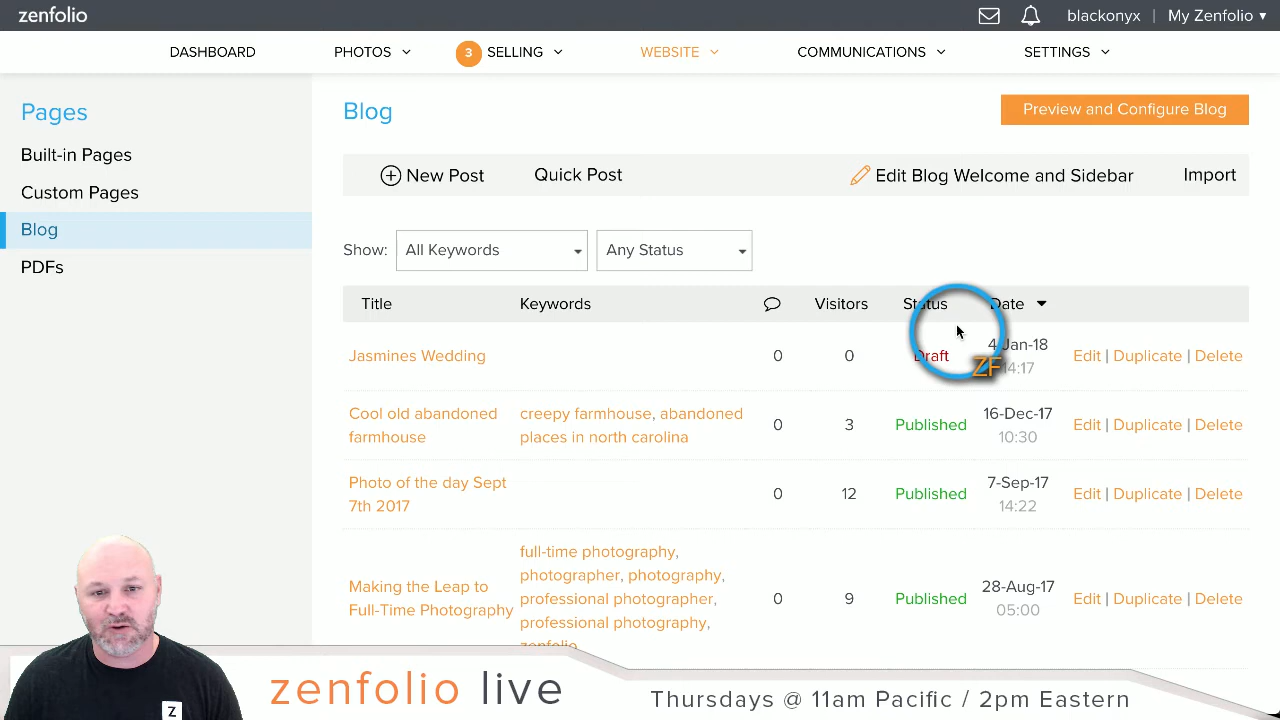 zenfolio
blackonyx | My Zenfolio ▾
DASHBOARD PHOTOS 3 SELLING WEBSITE COMMUNICATIONS SETTINGS
Pages
Built-in Pages
Custom Pages
Blog
PDFs
Blog
Preview and Configure Blog
New Post Quick Post Edit Blog Welcome and Sidebar Import
Show: All Keywords Any Status
Title Keywords Visitors Status Date
Jasmines Wedding 0 0 Draft 4-Jan-18 14:17 Edit | Duplicate | Delete
ZF
Cool old abandoned
farmhouse
creepy farmhouse, abandoned
places in north carolina
0 3 Published 16-Dec-17
10:30
Edit | Duplicate | Delete
Photo of the day Sept
7th 2017
0 12 Published 7-Sep-17
14:22
Edit | Duplicate | Delete
Making the Leap to
Full-Time Photography
full-time photography,
photographer, photography,
professional photographer,
professional photography,
zenfolio
0 9 Published 28-Aug-17
05:00
Edit | Duplicate | Delete
Z
zenfolio live
Thursdays @ 11am Pacific / 2pm Eastern